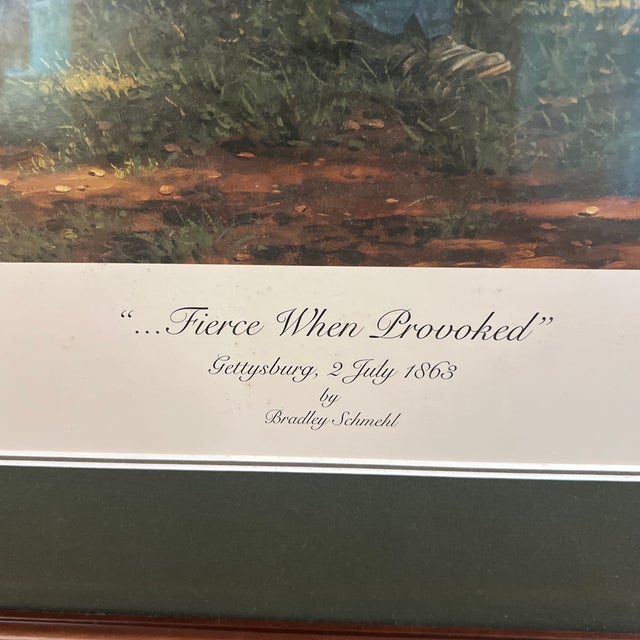 “...Fierce When Provoked”
Gettysburg, 2 July 1863
by
Bradley Schmehl